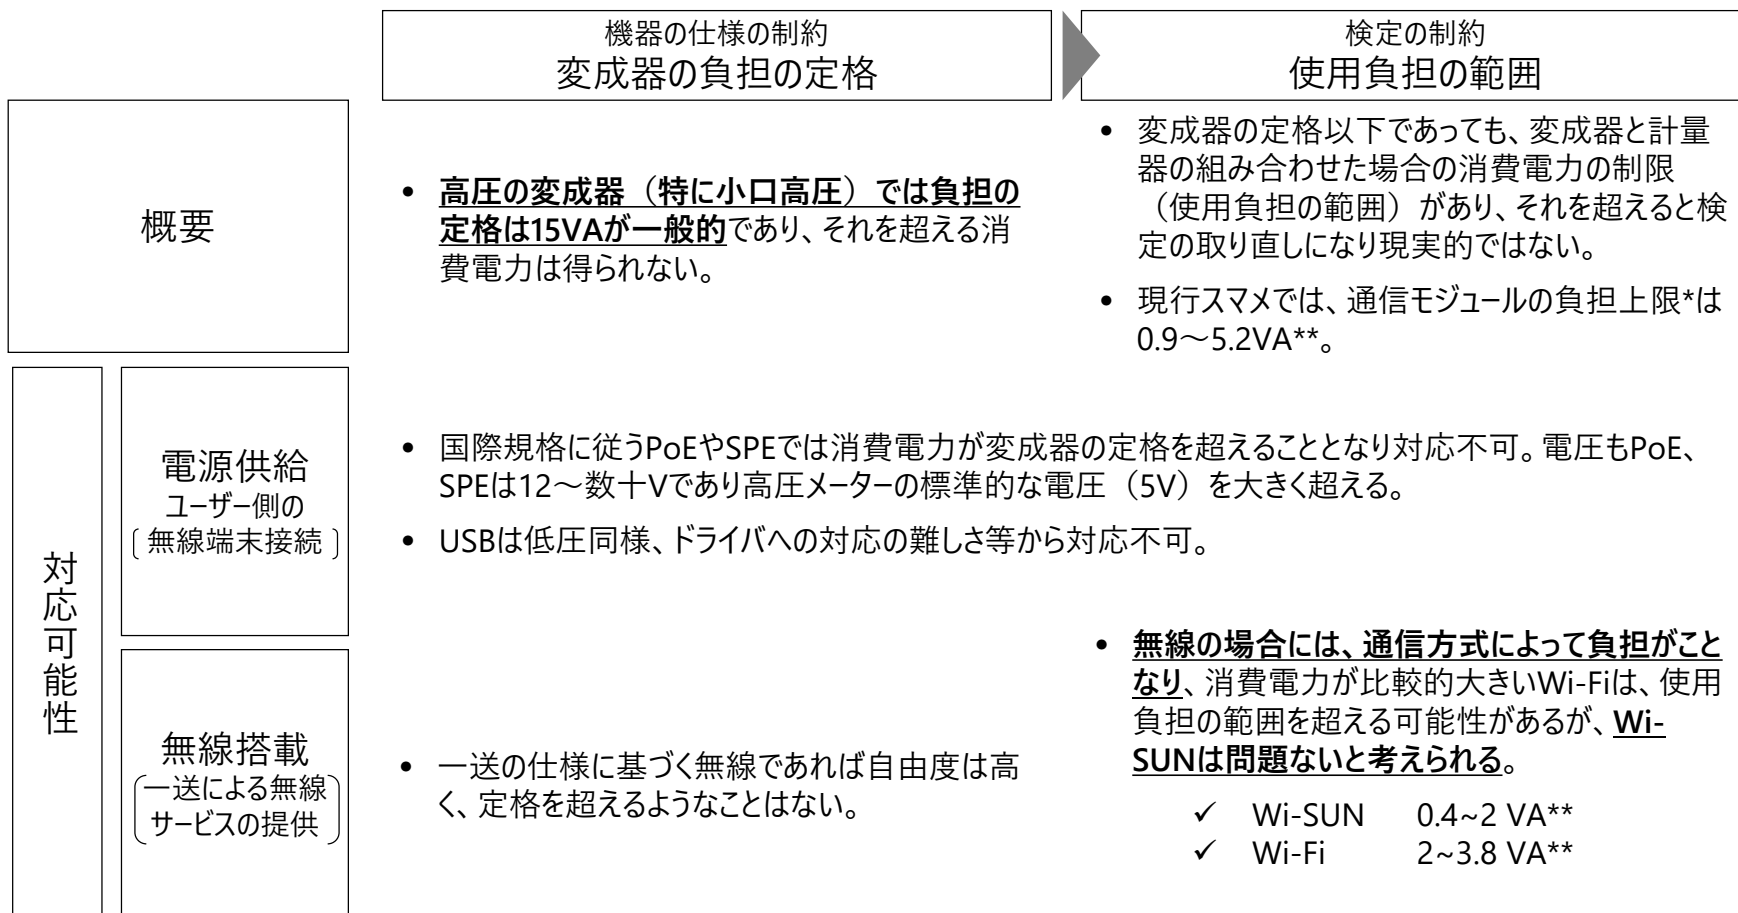 機器の仕様の制約
変成器の負担の定格
検定の制約
使用負担の範囲
概要
• 高圧の変成器（特に小口高圧）では負担の
定格は15VAが一般的であり、それを超える消
費電力は得られない。
• 変成器の定格以下であっても、変成器と計量
器の組み合わせた場合の消費電力の制限
（使用負担の範囲）があり、それを超えると検
定の取り直しになり現実的ではない。
• 現行スマメでは、通信モジュールの負担上限*は
0.9～5.2VA**。
対応可能性
電源供給
ユーザー側の
無線端末接続
• 国際規格に従うPoEやSPEでは消費電力が変成器の定格を超えることとなり対応不可。電圧もPoE、
SPEは12～数十Vであり高圧メーターの標準的な電圧（5V）を大きく超える。
• USBは低圧同様、ドライバへの対応の難しさ等から対応不可。
無線搭載
一送による無線
サービスの提供
• 一送の仕様に基づく無線であれば自由度は高
く、定格を超えるようなことはない。
• 無線の場合には、通信方式によって負担がこと
なり、消費電力が比較的大きいWi-Fiは、使用
負担の範囲を超える可能性があるが、Wi-
SUNは問題ないと考えられる。
✓ Wi-SUN 0.4~2 VA**
✓ Wi-Fi 2~3.8 VA**